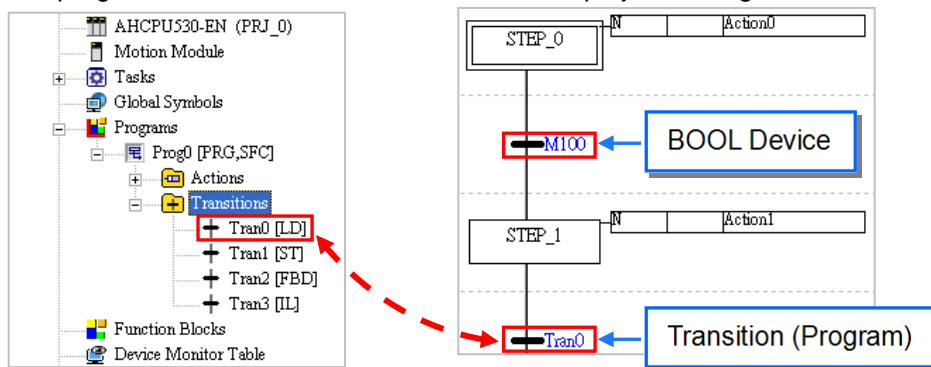 AHCPU530-EN (PRJ_0)
Motion Module
Tasks
Global Symbols
Programs
Prog0 [PRG,SFC]
Actions
Transitions
Tran0 [LD]
Tran1 [ST]
Tran2 [FBD]
Tran3 [IL]
Function Blocks
Device Monitor Table
STEP_0
N Action0
M100
BOOL Device
STEP_1
N Action1
Tran0
Transition (Program)